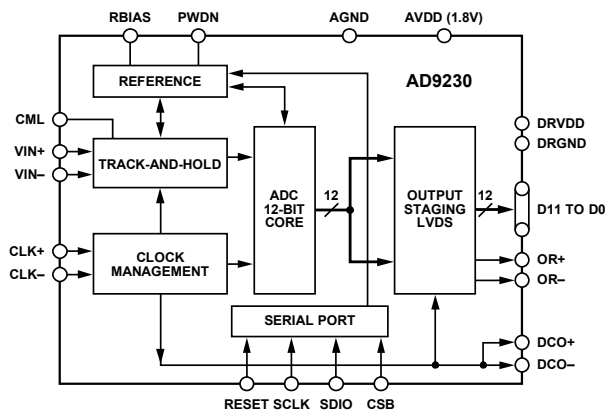 RBIAS PWDN AGND AVDD (1.8V)
REFERENCE
AD9230
CML
VIN+
VIN–
TRACK-AND-HOLD
ADC
12-BIT
CORE
12
OUTPUT
STAGING
LVDS
12
DRVDD
DRGND
D11 TO D0
CLK+
CLK–
CLOCK
MANAGEMENT
OR+
OR–
SERIAL PORT
DCO+
DCO–
RESET SCLK SDIO CSB